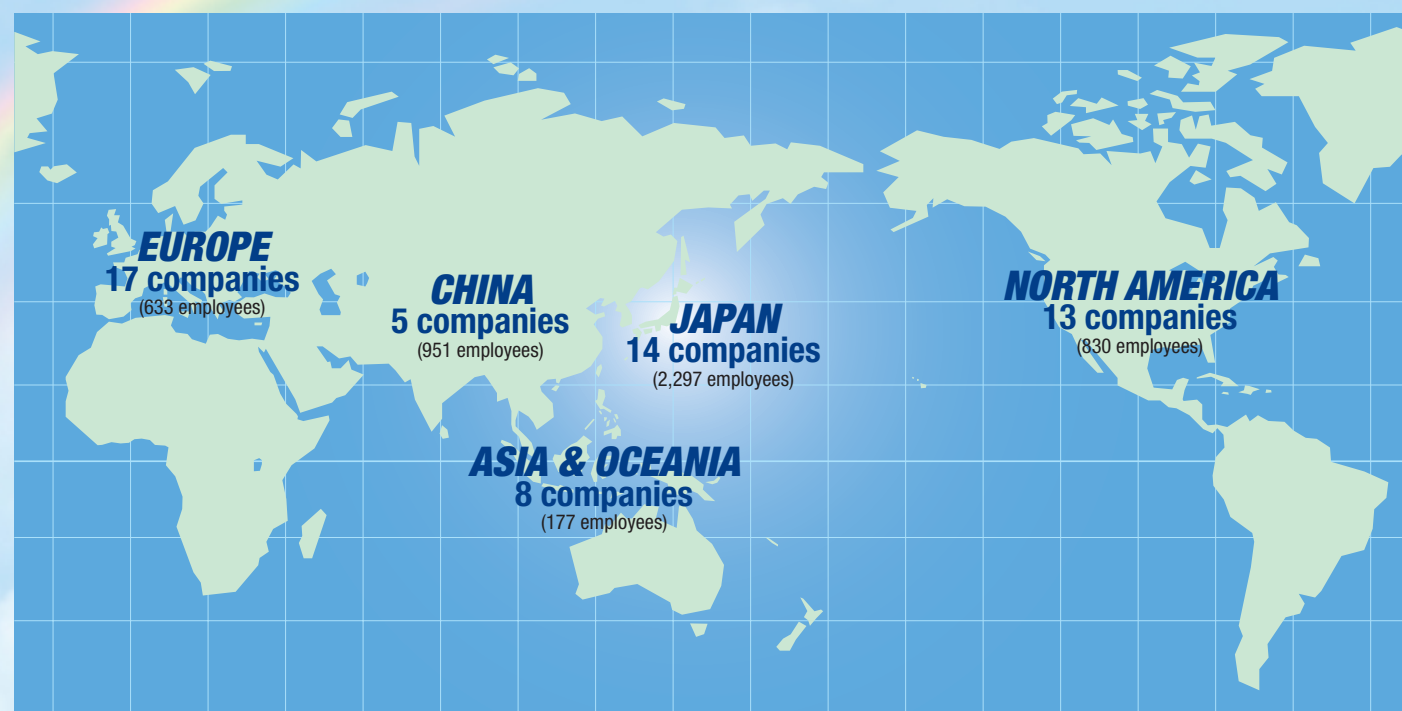 EUROPE
17 companies
(633 employees)
CHINA
5 companies
(951 employees)
JAPAN
14 companies
(2,297 employees)
NORTH AMERICA
13 companies
(830 employees)
ASIA & OCEANIA
8 companies
(177 employees)